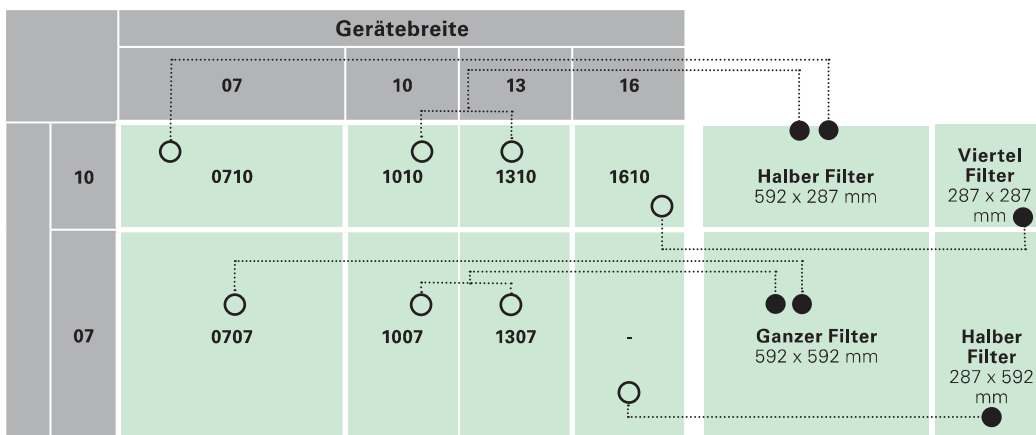 Gerätebreite
07 10 13 16
10 0710 1010 1310 1610
Halber Filter
592 x 287 mm
Viertel
Filter
287 x 287
mm
07 0707 1007 1307 -
Ganzer Filter
592 x 592 mm
Halber
Filter
287 x 592
mm